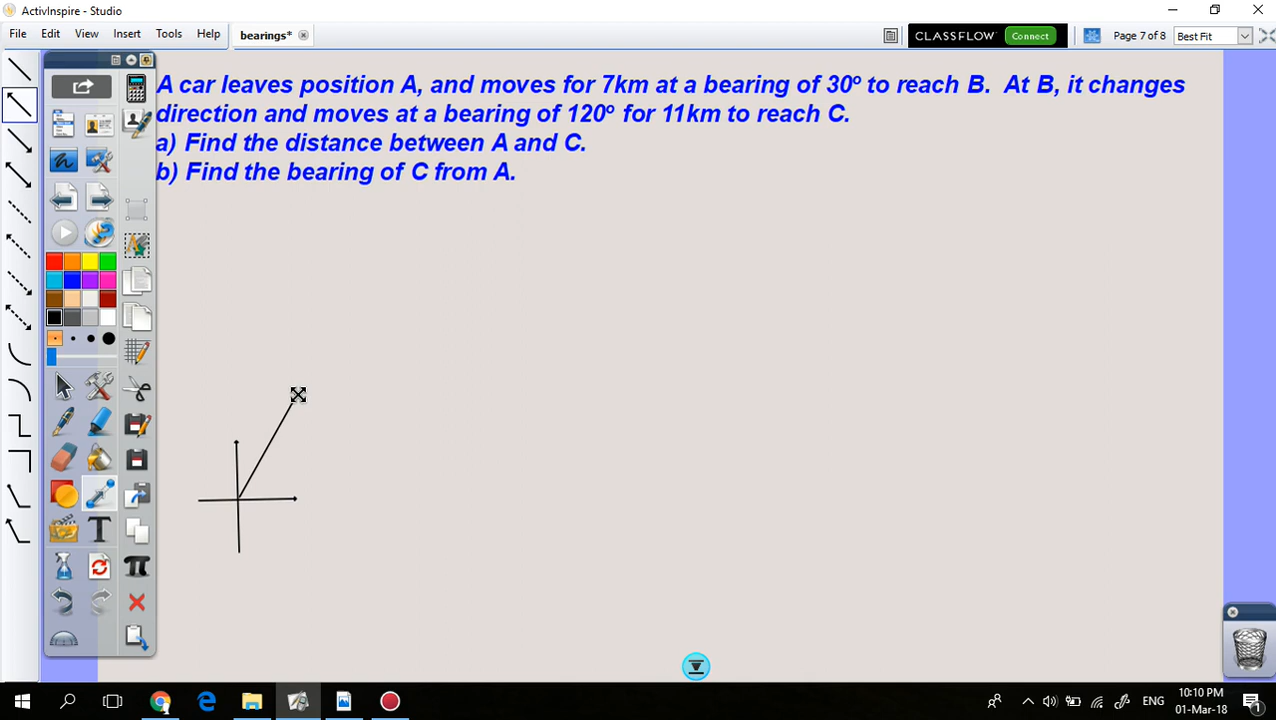 ActivInspire - Studio
File Edit View Insert Tools Help bearings* CLASSFLOW Connect Page 7 of 8 Best Fit
A car leaves position A, and moves for 7km at a bearing of 30º to reach B. At B, it changes
direction and moves at a bearing of 120º for 11km to reach C.
a) Find the distance between A and C.
b) Find the bearing of C from A.
T
π
ENG
10:10 PM
01-Mar-18
1